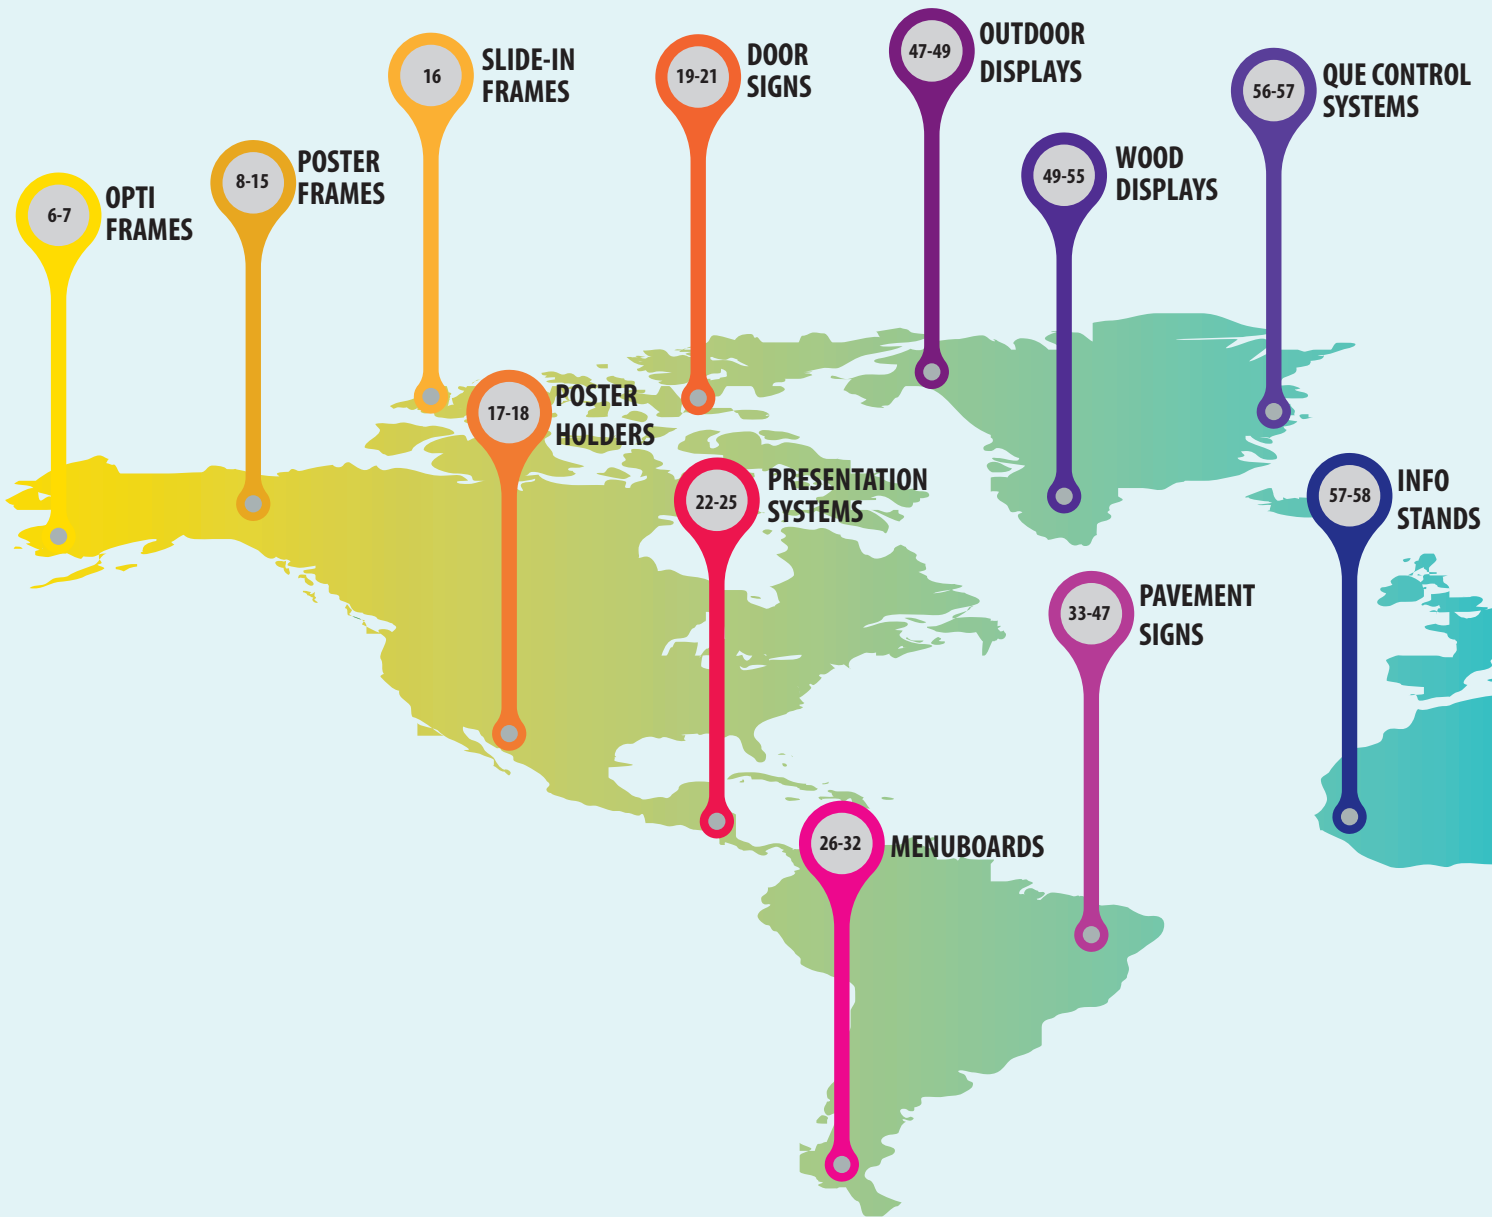 6-7
OPTI
FRAMES
8-15
POSTER
FRAMES
16
SLIDE-IN
FRAMES
17-18
POSTER
HOLDERS
19-21
DOOR
SIGNS
22-25
PRESENTATION
SYSTEMS
26-32
MENUBOARDS
33-47
PAVEMENT
SIGNS
47-49
OUTDOOR
DISPLAYS
49-55
WOOD
DISPLAYS
56-57
QUE CONTROL
SYSTEMS
57-58
INFO
STANDS